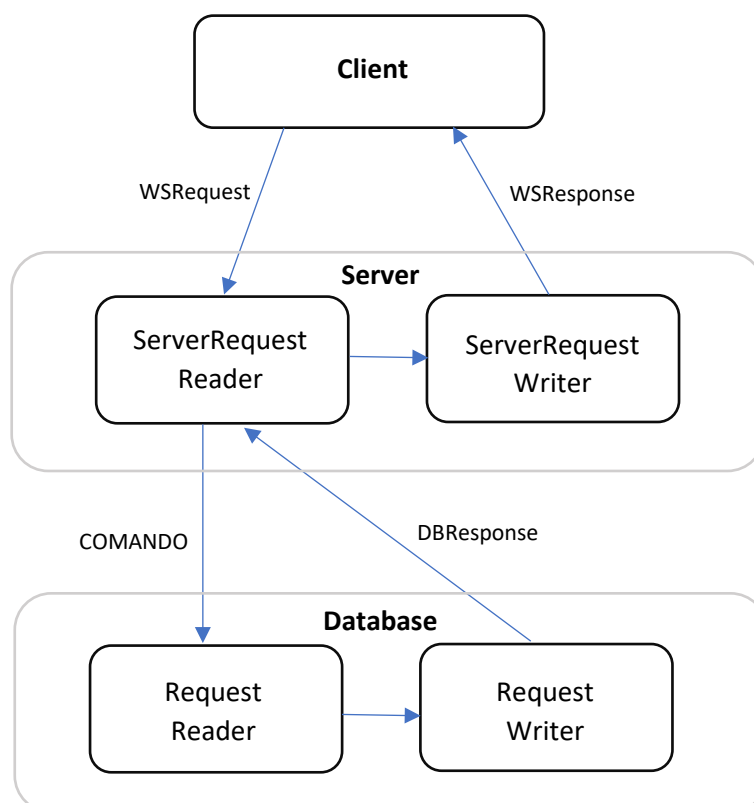 Client
WSRequest
WSResponse
Server
ServerRequest
Reader
ServerRequest
Writer
COMANDO
DBResponse
Database
Request
Reader
Request
Writer